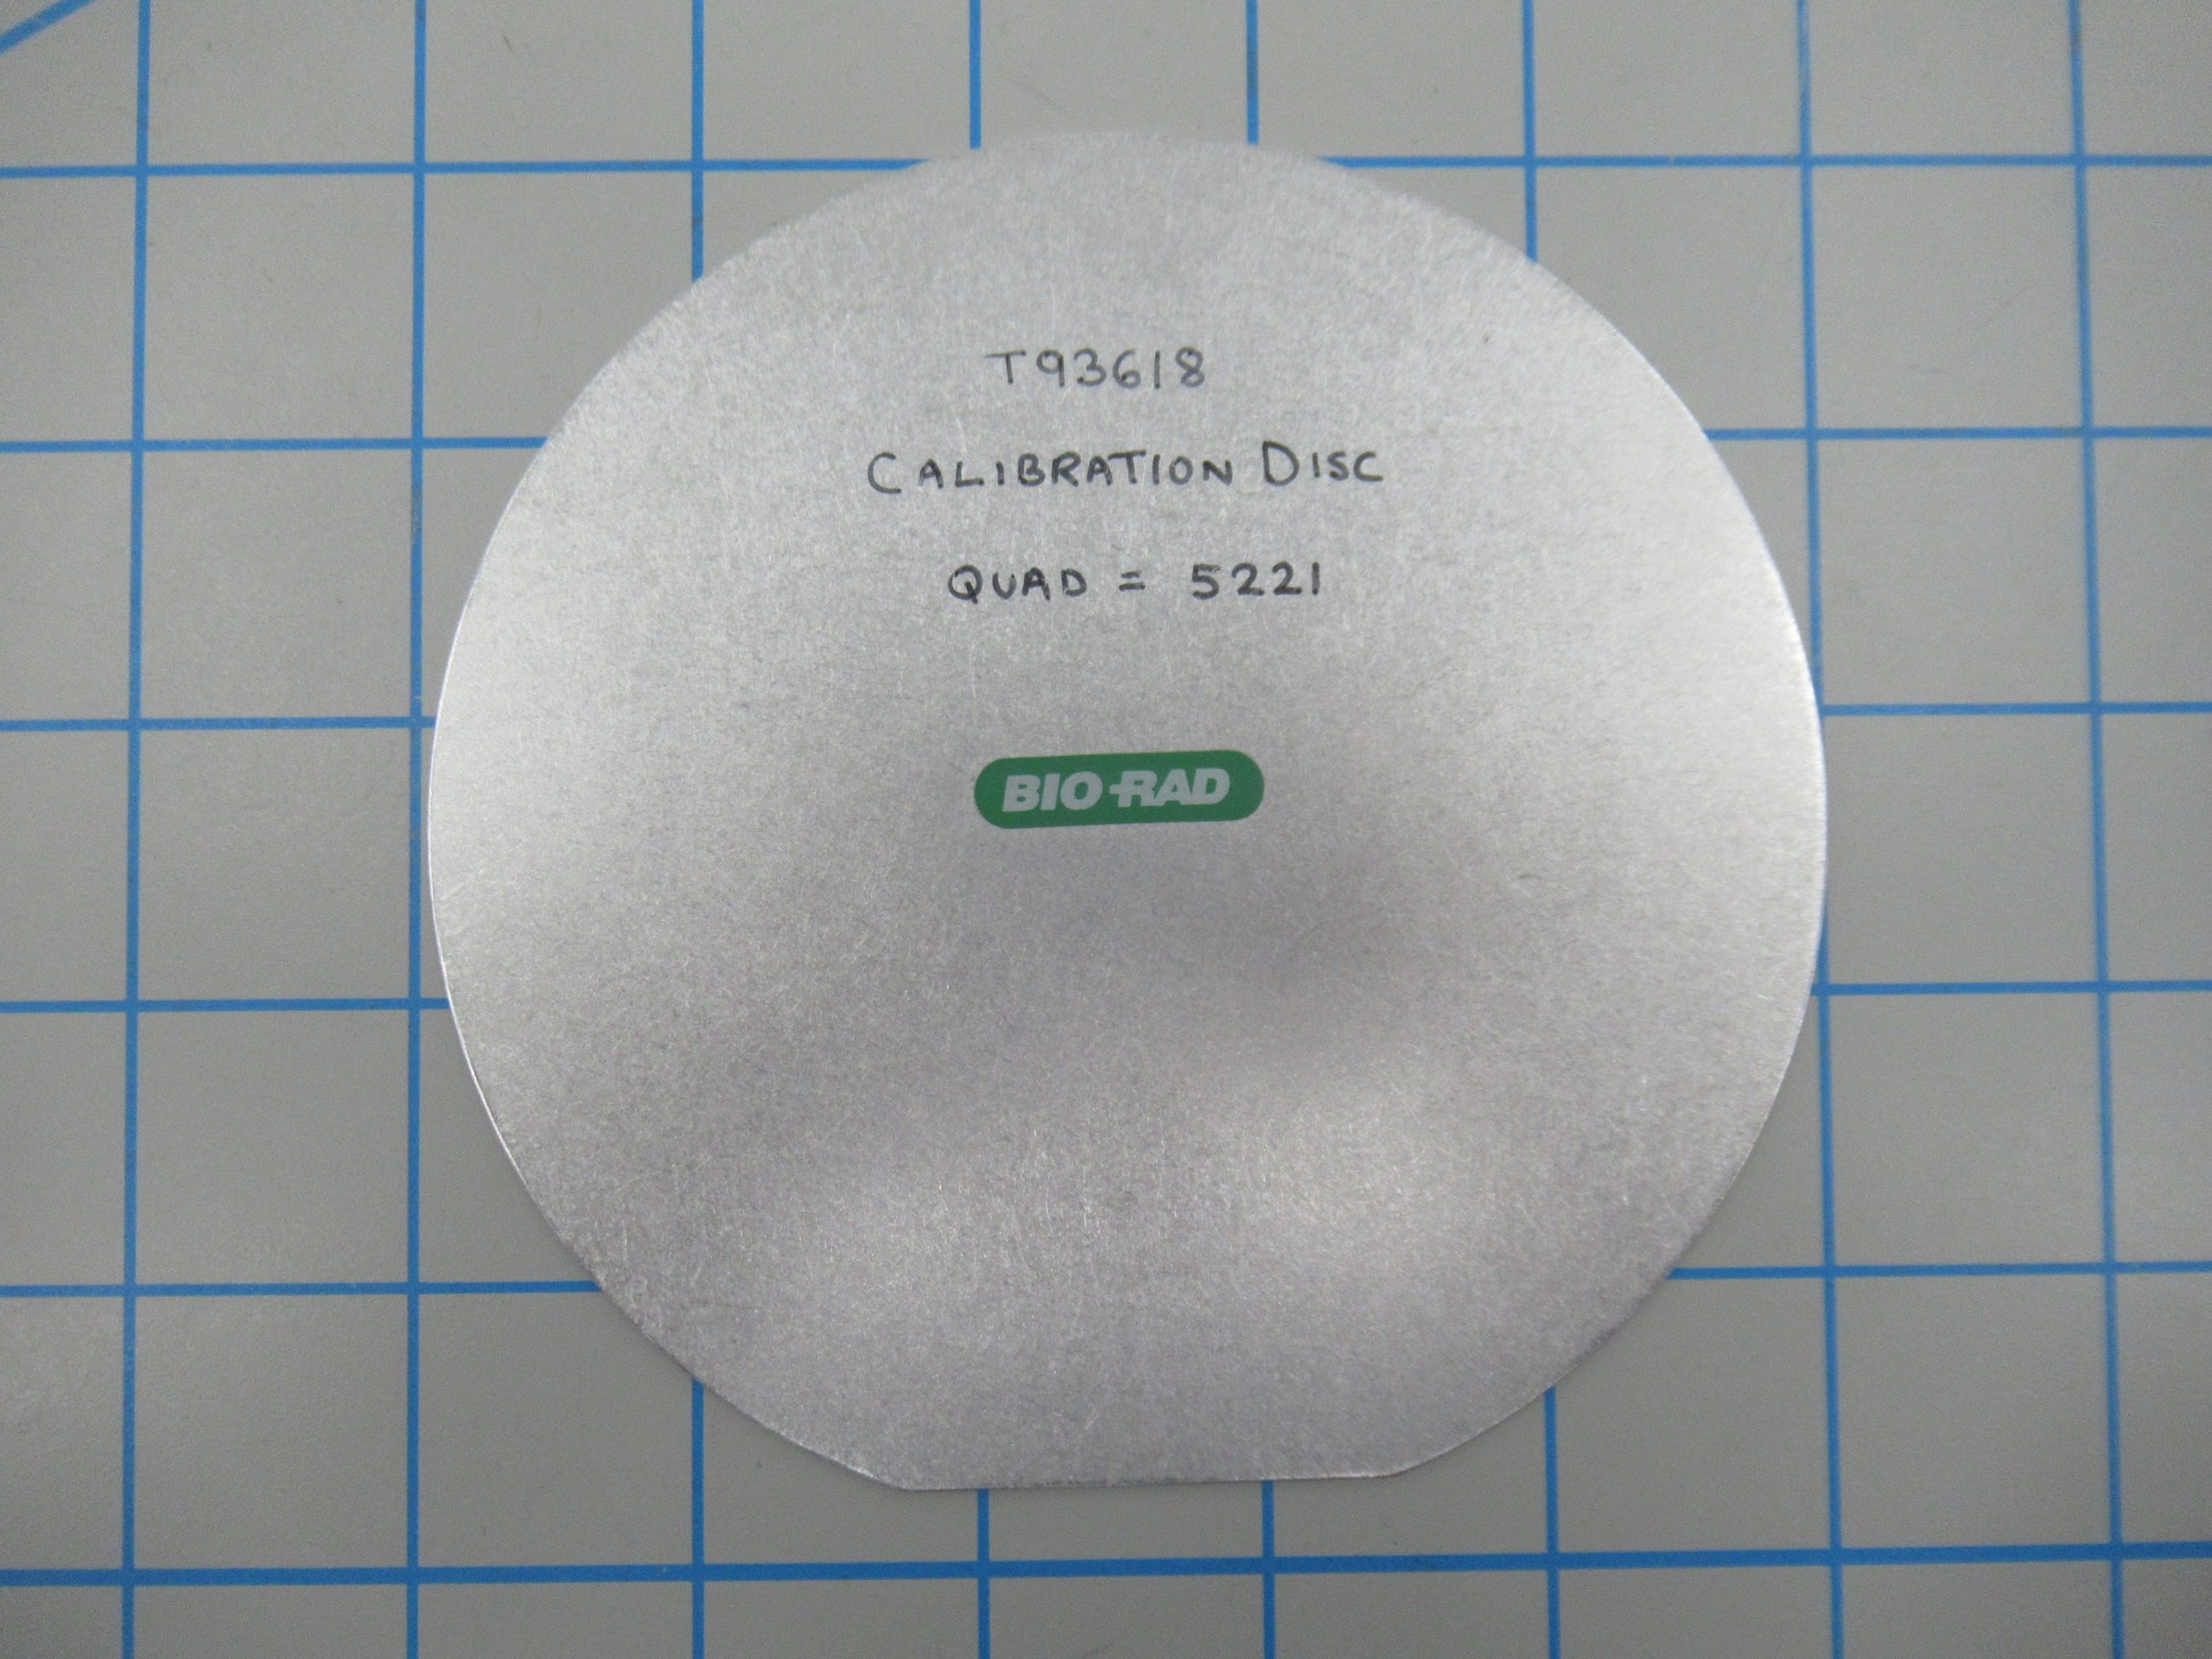 T93618
CALIBRATION DISC
QUAD = 5221
BIO-RAD